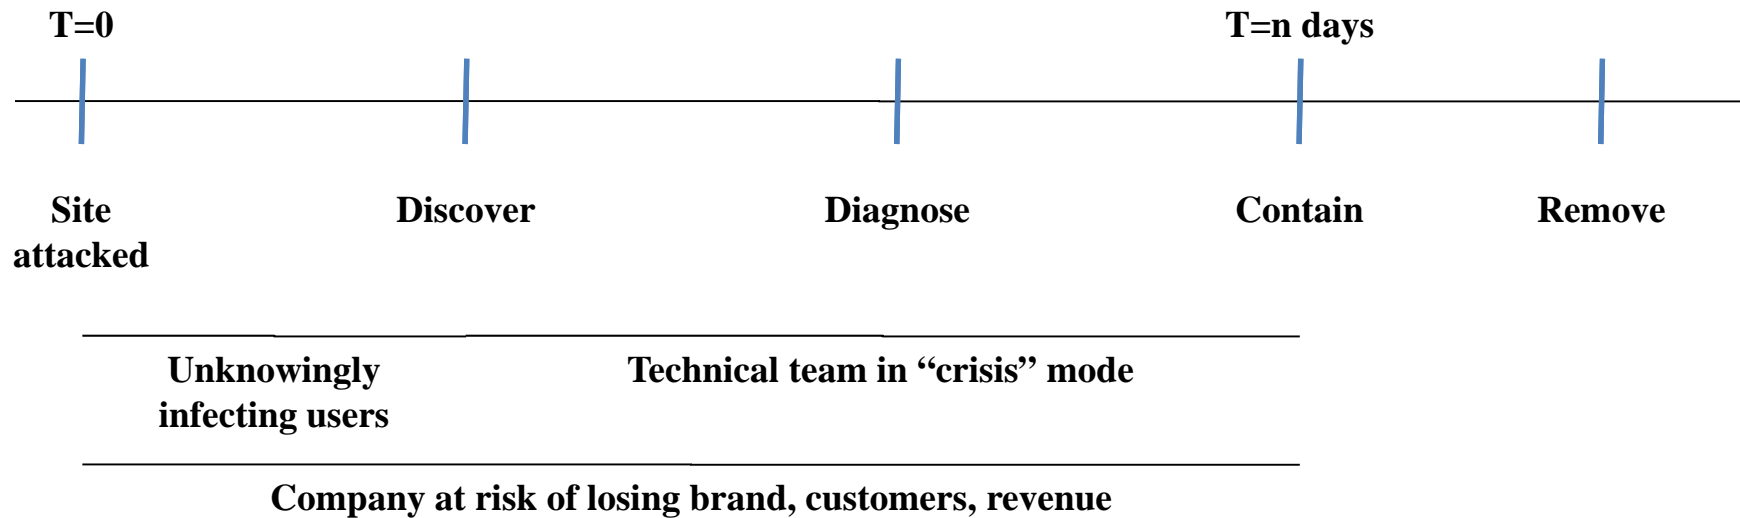 T=0
T=n days
Site
attacked
Discover
Diagnose
Contain
Remove
Unknowingly
infecting users
Technical team in “crisis” mode
Company at risk of losing brand, customers, revenue